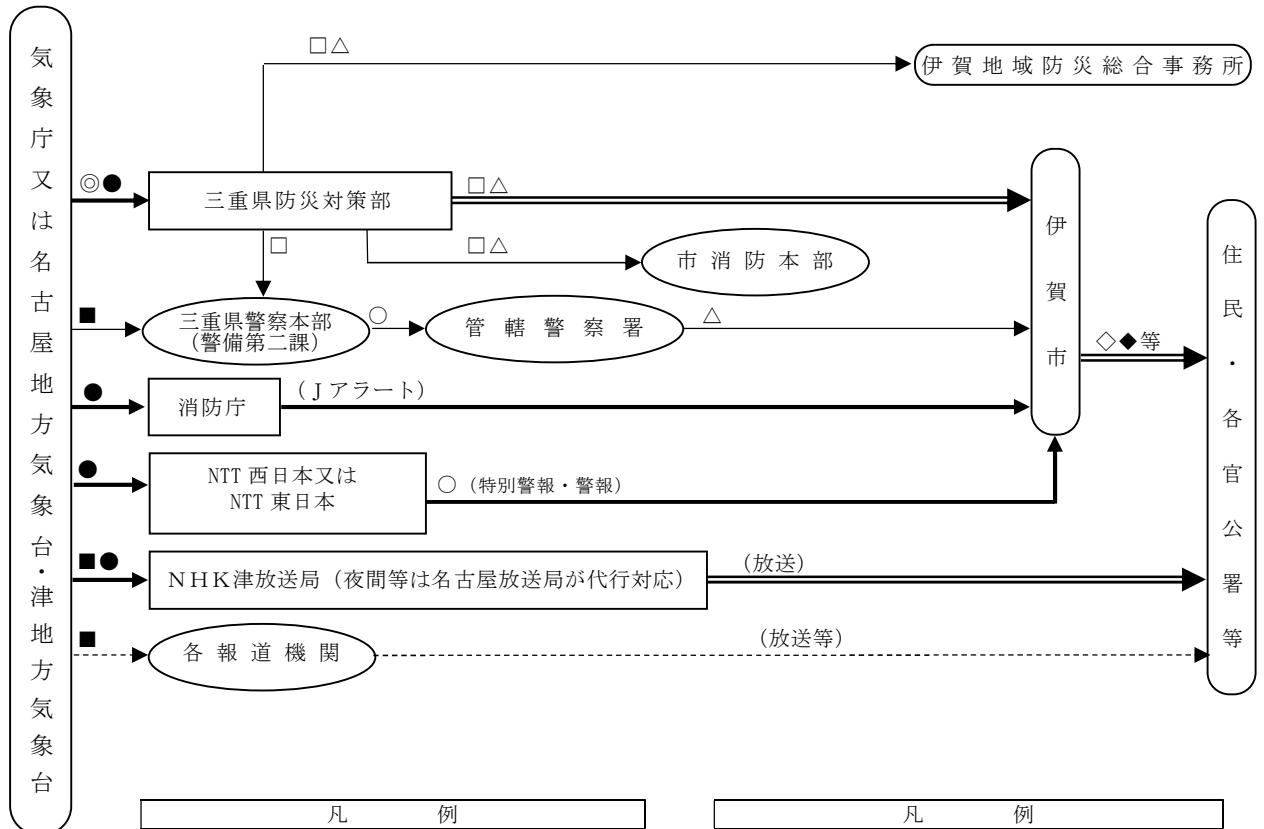 気象庁又は名古屋地方気象台・津地方気象台
□△
伊賀地域防災総合事務所
◎●
三重県防災対策部
□△
伊賀市
□
□△
市消防本部
■
三重県警察本部
(警備第二課)
○
管轄警察署
△
◇◆等
住民・各官公署等
●
消防庁
(Jアラート)
●
NTT 西日本又は
NTT 東日本
○ (特別警報・警報)
■●
NHK津放送局(夜間等は名古屋放送局が代行対応)
(放送)
■
各報道機関
(放送等)
凡例
凡例